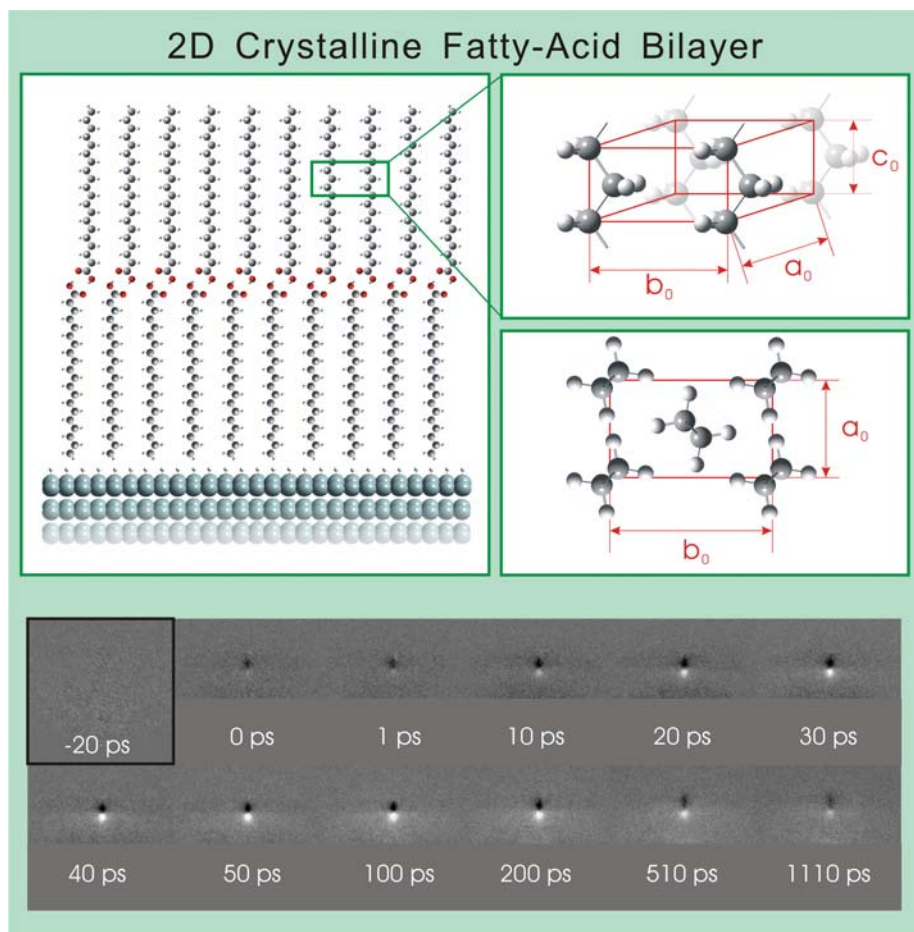 2D Crystalline Fatty-Acid Bilayer
c₀
a₀
b₀
a₀
b₀
-20 ps
0 ps
1 ps
10 ps
20 ps
30 ps
40 ps
50 ps
100 ps
200 ps
510 ps
1110 ps